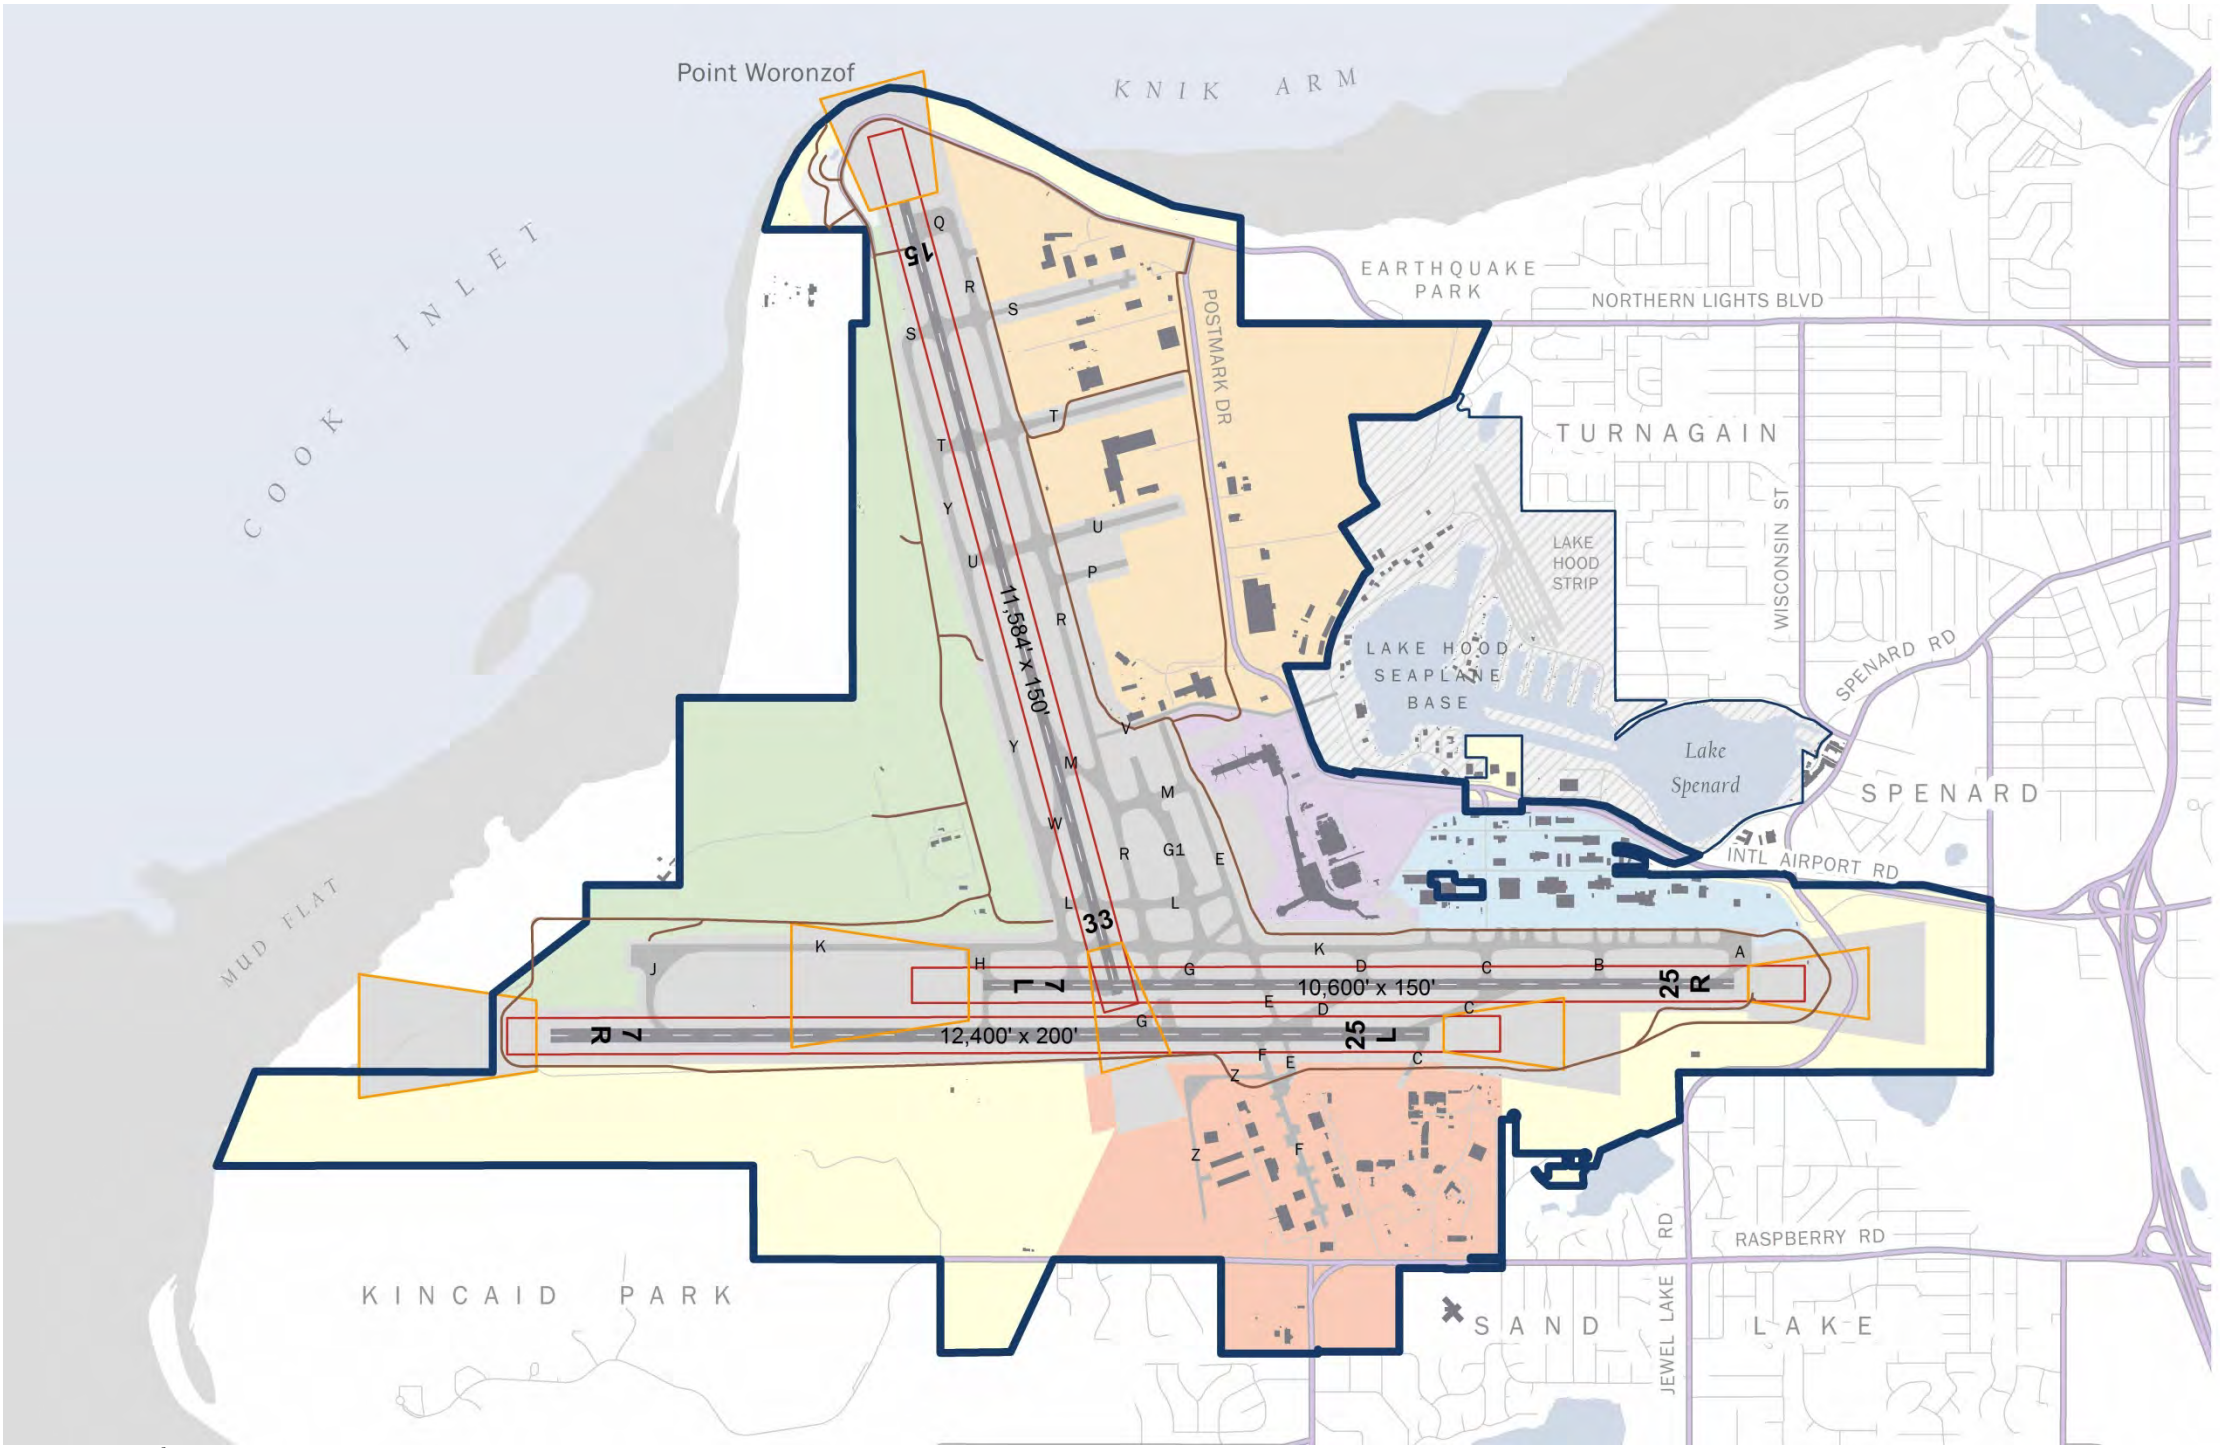 Point Woronzof
KNIK ARM
COOK INLET
MUD FLAT
EARTHQUAKE
PARK
NORTHERN LIGHTS BLVD
POSTMARK DR
TURNAGAIN
WISCONSIN ST
LAKE
HOOD
STRIP
LAKE HOOD
SEAPLANE
BASE
SPENARD RD
Lake
Spenard
SPENARD
INTL AIRPORT RD
Q
15
R
S
S
T
T
Y
U
U
P
R
11,584' x 150'
V
Y
M
M
W
R
G1
E
L
L
33
K
K
J
H
G
D
C
B
A
7
L
10,600' x 150'
25
R
E
D
C
G
7
R
12,400' x 200'
25
L
F
E
C
Z
Z
F
KINCAID PARK
RASPBERRY RD
JEWEL LAKE RD
SAND LAKE